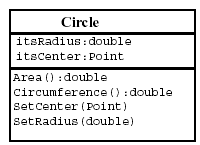 Circle
itsRadius:double
itsCenter:Point
Area():double
Circumference():double
SetCenter(Point)
SetRadius(double)